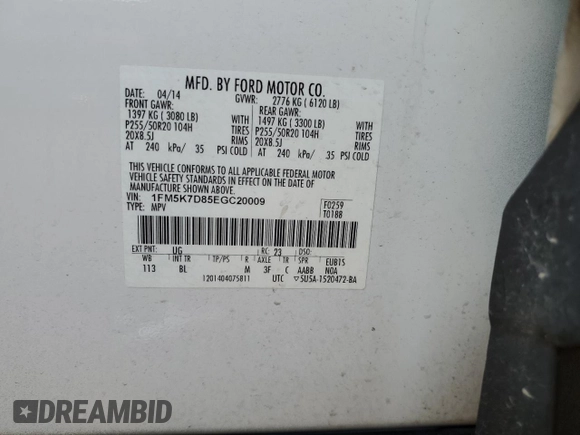 MFD. BY FORD MOTOR CO.
DATE: 04/14 GVWR: 2776 KG ( 6120 LB)
FRONT GAWR: REAR GAWR:
1397 KG ( 3080 LB) WITH 1497 KG ( 3300 LB) WITH
P255/50R20 104H TIRES P255/50R20 104H TIRES
20X8.5J RIMS 20X8.5J RIMS
AT 240 kPa/ 35 PSI COLD AT 240 kPa/ 35 PSI COLD
THIS VEHICLE CONFORMS TO ALL APPLICABLE FEDERAL MOTOR
VEHICLE SAFETY STANDARDS IN EFFECT ON THE DATE OF
MANUFACTURE SHOWN ABOVE.
VIN: 1FM5K7D85EGC20009 F0259
TYPE: MPV T0188
EXT PNT: UG RC: 23 DSO:
WB INT TR TP/PS R AXLE TR SPR EUB15
113 BL M 3F C AABB NOA
1201404075811 UTC ▽5U5A-1520472-BA
DREAMBID